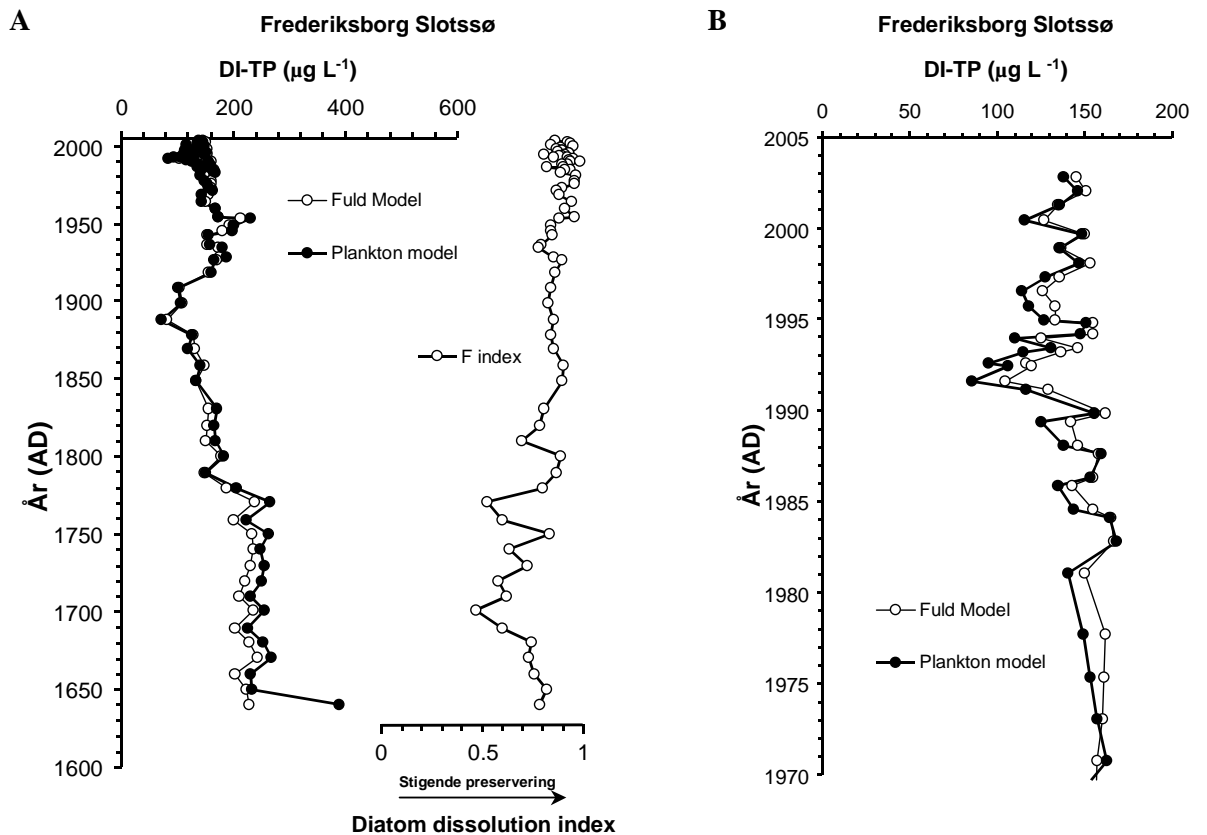 A
Frederiksborg Slotssø
DI-TP (µg L-1)
0 200 400 600
2000
1950
1900
1850
1800
1750
1700
1650
1600
År (AD)
Fuld Model
Plankton model
F index
0 0.5 1
Stigende preservering
Diatom dissolution index
B
Frederiksborg Slotssø
DI-TP (µg L -1)
0 50 100 150 200
2005
2000
1995
1990
1985
1980
1975
1970
År (AD)
Fuld Model
Plankton model